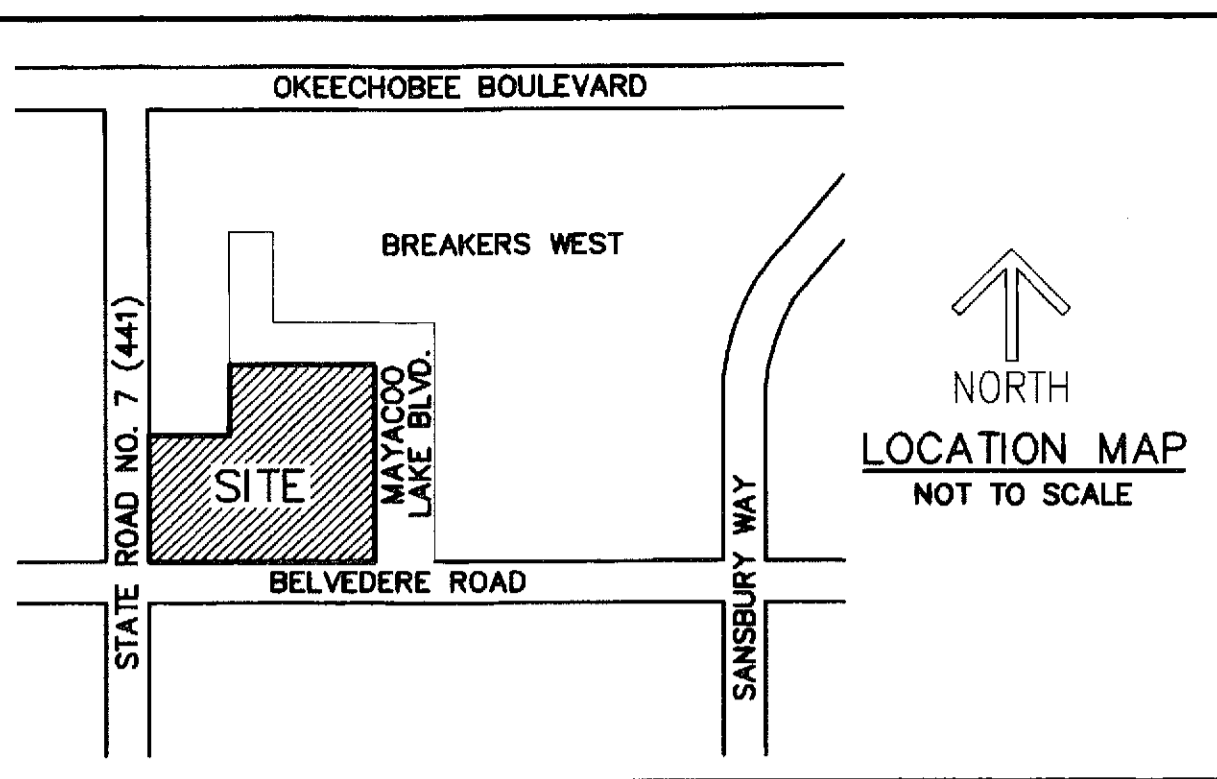 OKEECHOBEE BOULEVARD
BREAKERS WEST
STATE ROAD NO. 7 (441)
MAYACOO
LAKE BLVD.
SITE
BELVEDERE ROAD
SANSBURY WAY
NORTH
LOCATION MAP
NOT TO SCALE